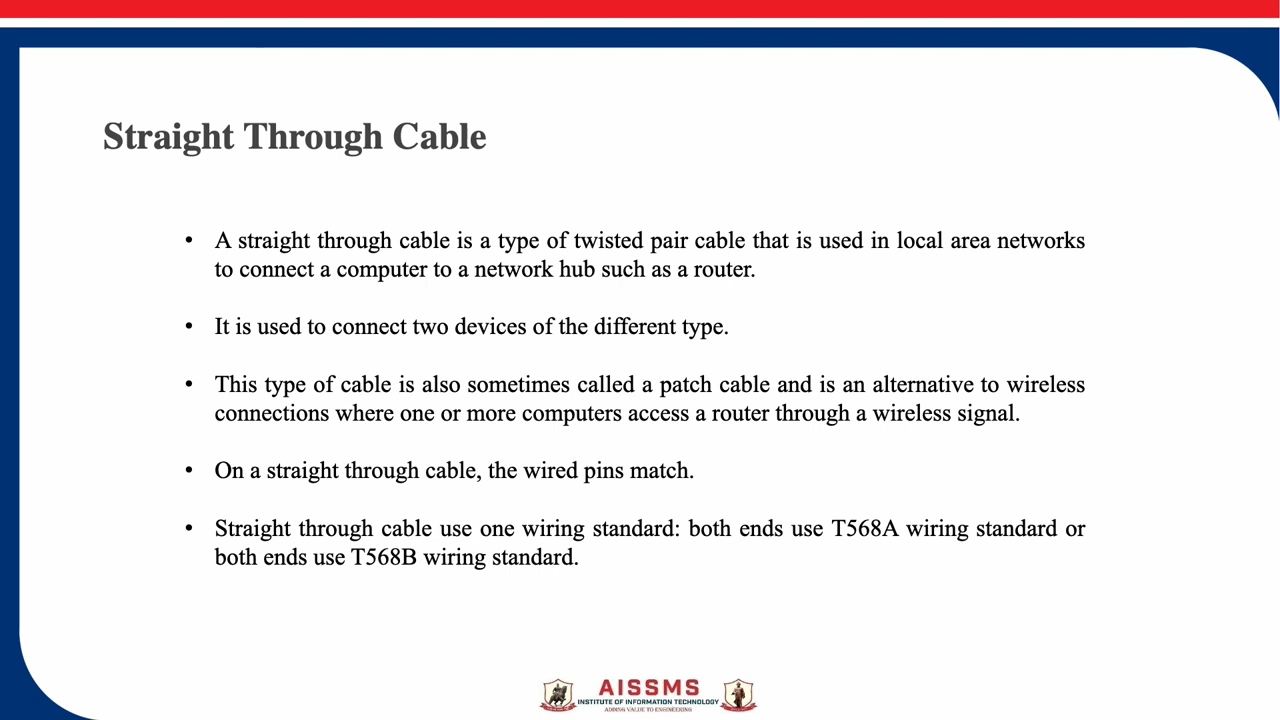 Straight Through Cable
• A straight through cable is a type of twisted pair cable that is used in local area networks
to connect a computer to a network hub such as a router.
• It is used to connect two devices of the different type.
• This type of cable is also sometimes called a patch cable and is an alternative to wireless
connections where one or more computers access a router through a wireless signal.
• On a straight through cable, the wired pins match.
• Straight through cable use one wiring standard: both ends use T568A wiring standard or
both ends use T568B wiring standard.
AISSMS
INSTITUTE OF INFORMATION TECHNOLOGY
ADDING VALUE TO ENGINEERING